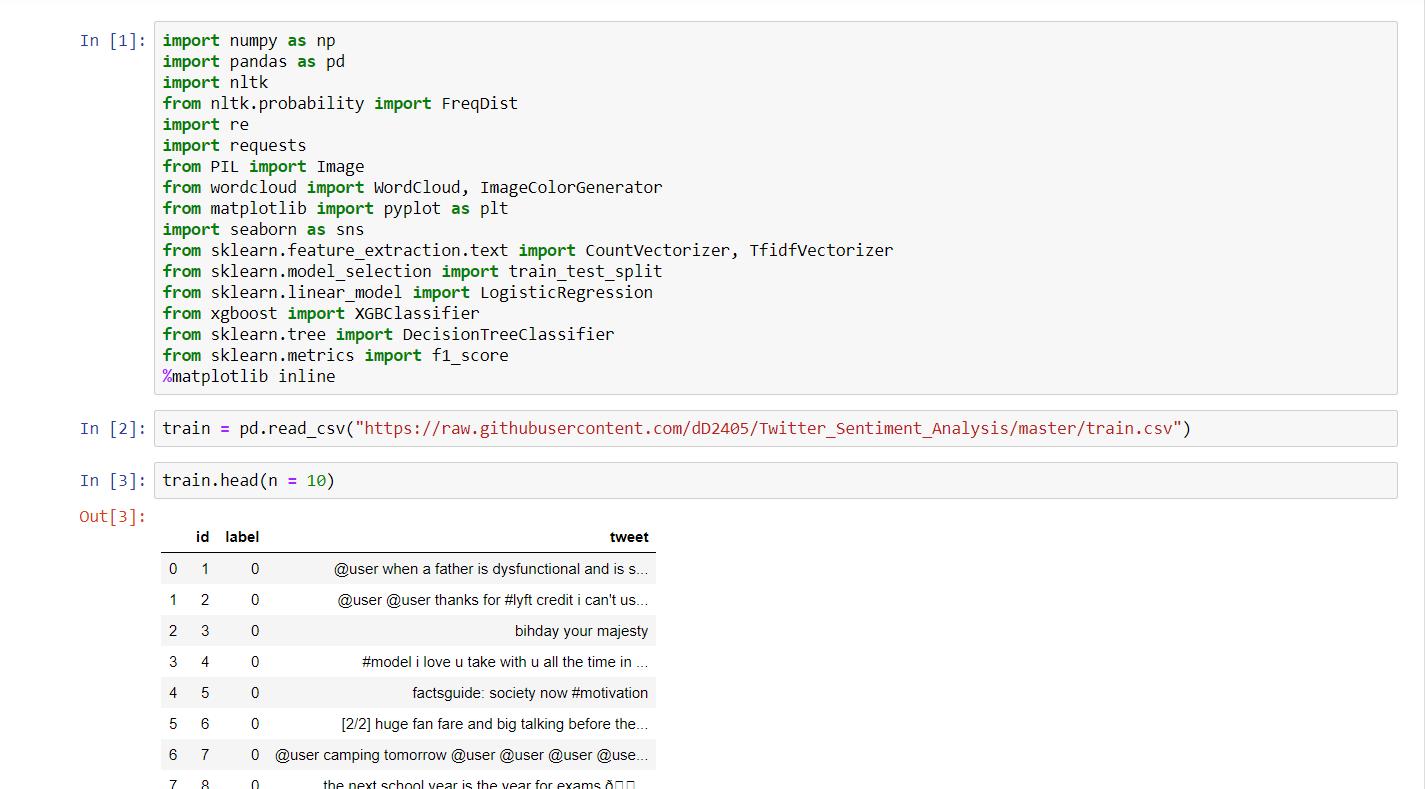 In [1]: import numpy as np
import pandas as pd
import nltk
from nltk.probability import FreqDist
import re
import requests
from PIL import Image
from wordcloud import WordCloud, ImageColorGenerator
from matplotlib import pyplot as plt
import seaborn as sns
from sklearn.feature_extraction.text import CountVectorizer, TfidfVectorizer
from sklearn.model_selection import train_test_split
from sklearn.linear_model import LogisticRegression
from xgboost import XGBClassifier
from sklearn.tree import DecisionTreeClassifier
from sklearn.metrics import f1_score
%matplotlib inline
In [2]: train = pd.read_csv("https://raw.githubusercontent.com/dD2405/Twitter_Sentiment_Analysis/master/train.csv")
In [3]: train.head(n = 10)
Out[3]:
id label tweet
0 1 0 @user when a father is dysfunctional and is s...
1 2 0 @user @user thanks for #lyft credit i can't us...
2 3 0 bihday your majesty
3 4 0 #model i love u take with u all the time in ...
4 5 0 factsguide: society now #motivation
5 6 0 [2/2] huge fan fare and big talking before the...
6 7 0 @user camping tomorrow @user @user @user @use...
7 8 0 the next school year is the year for exams.ð□□...